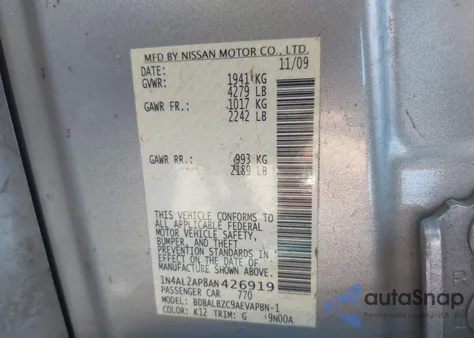 MFD BY NISSAN MOTOR CO., LTD.
DATE: 11/09
GVWR: 1941 KG
4279 LB
GAWR FR.: 1017 KG
2242 LB
GAWR RR.: 993 KG
2189 LB
THIS VEHICLE CONFORMS TO
ALL APPLICABLE FEDERAL
MOTOR VEHICLE SAFETY,
BUMPER, AND THEFT
PREVENTION STANDARDS IN
EFFECT ON THE DATE OF
MANUFACTURE SHOWN ABOVE.
1N4AL2AP8AN426919
PASSENGER CAR 770
MODEL: BDBALBZC9AEVAPBN-1
COLOR: K12 TRIM: G 9N00A
autoSnap